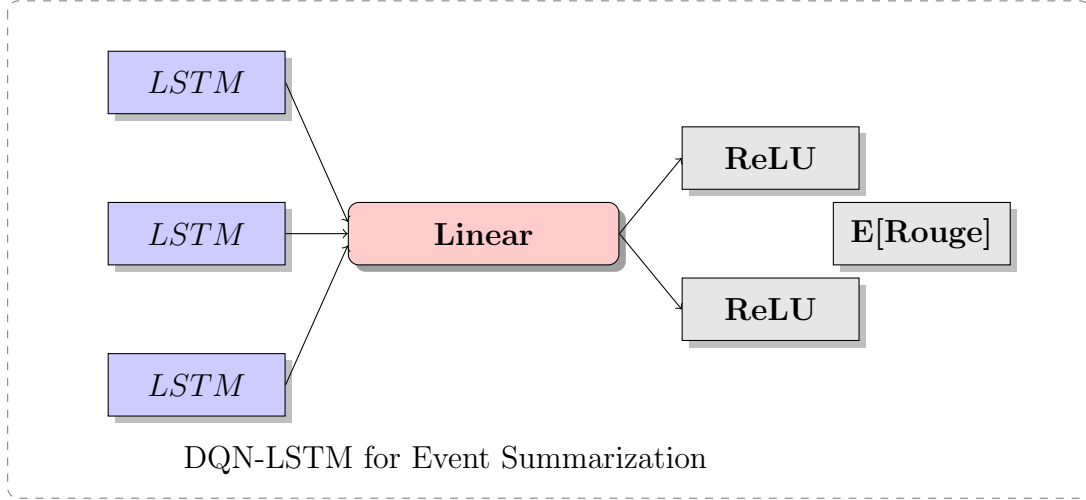 LSTM
LSTM
LSTM
Linear
ReLU
ReLU
E[Rouge]
DQN-LSTM for Event Summarization